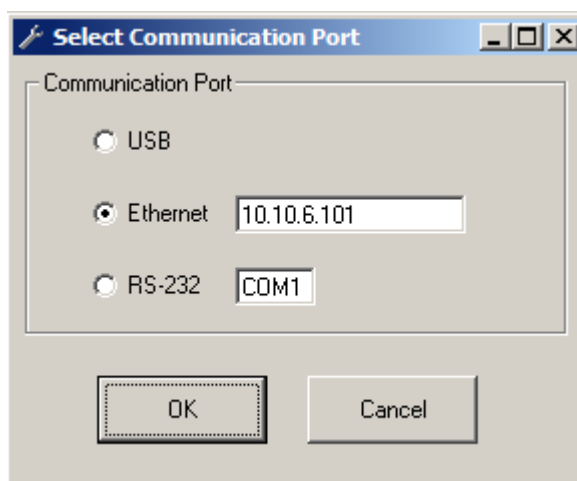 Select Communication Port
Communication Port
USB
Ethernet 10.10.6.101
RS-232 COM1
OK Cancel